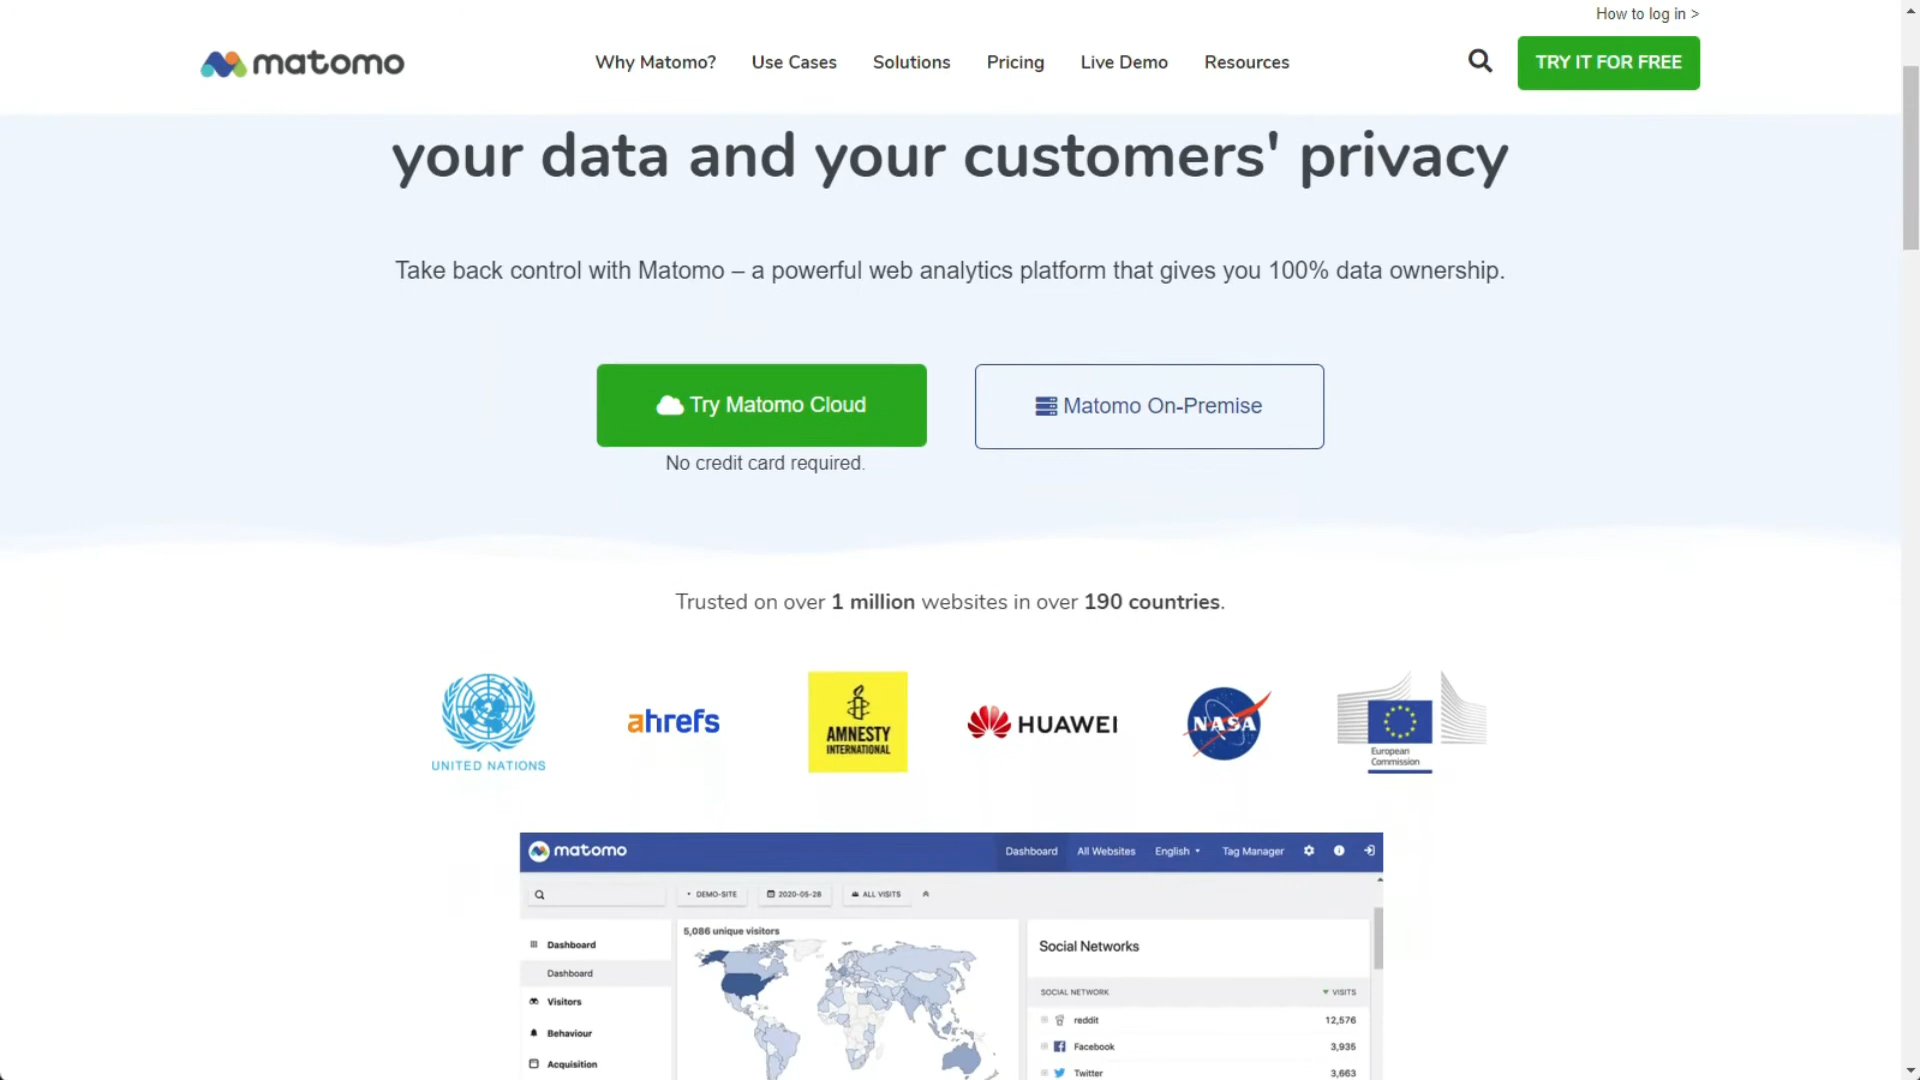 How to log in >
matomo
Why Matomo? Use Cases Solutions Pricing Live Demo Resources
TRY IT FOR FREE
your data and your customers' privacy
Take back control with Matomo – a powerful web analytics platform that gives you 100% data ownership.
Try Matomo Cloud
Matomo On-Premise
No credit card required.
Trusted on over 1 million websites in over 190 countries.
UNITED NATIONS
ahrefs
AMNESTY
INTERNATIONAL
HUAWEI
NASA
European
Commission
matomo
Dashboard All Websites English Tag Manager
DEMO-SITE 2020-05-28 ALL VISITS
Dashboard
Dashboard
Visitors
Behaviour
Acquisition
5,086 unique visitors
Social Networks
SOCIAL NETWORK VISITS
reddit 12,576
Facebook 3,935
Twitter 3,663